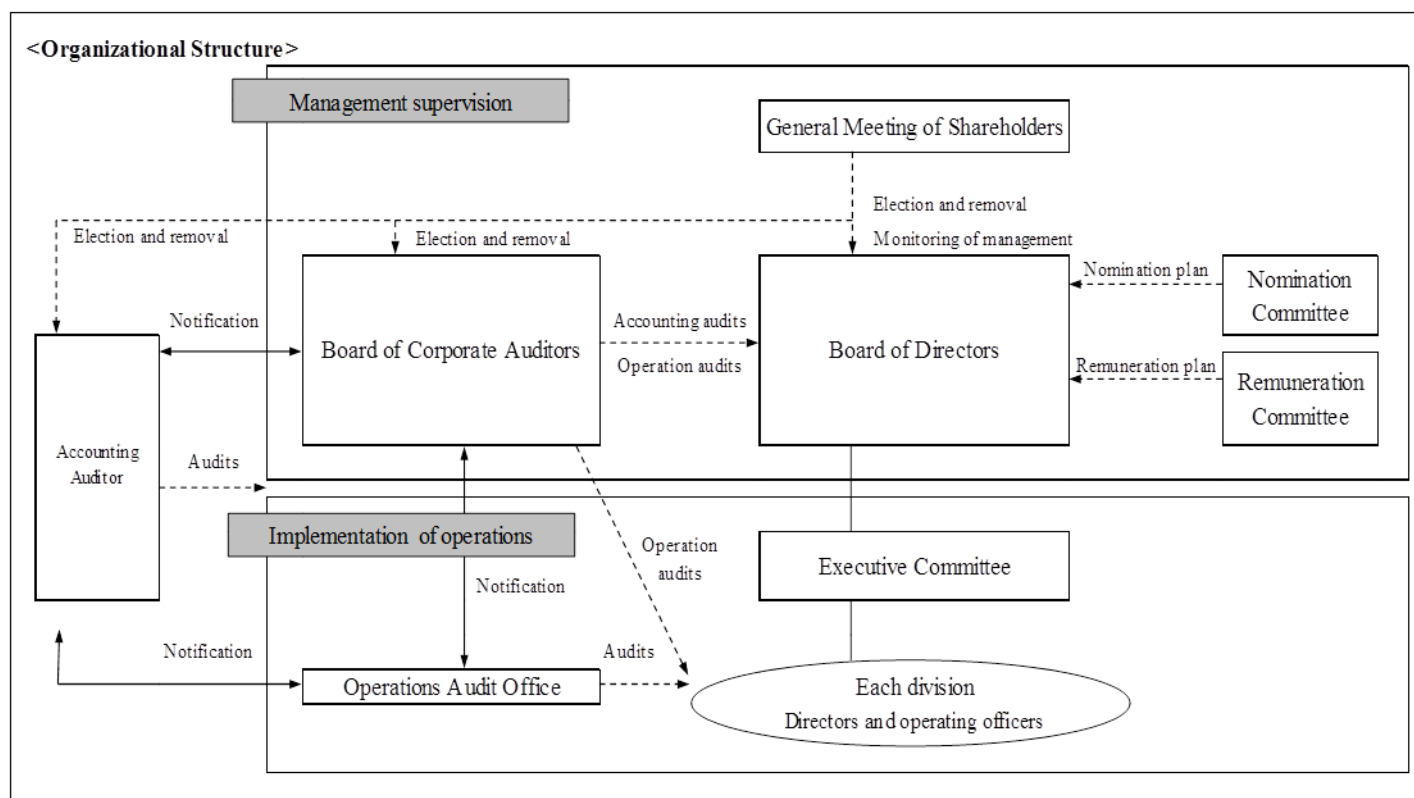 <Organizational Structure>
Management supervision
General Meeting of Shareholders
Election and removal
Election and removal
Election and removal
Monitoring of management
Nomination plan
Nomination
Committee
Notification
Accounting audits
Board of Corporate Auditors
Board of Directors
Operation audits
Remuneration plan
Remuneration
Committee
Accounting
Auditor
Audits
Implementation of operations
Operation
audits
Executive Committee
Notification
Notification
Audits
Operations Audit Office
Each division
Directors and operating officers